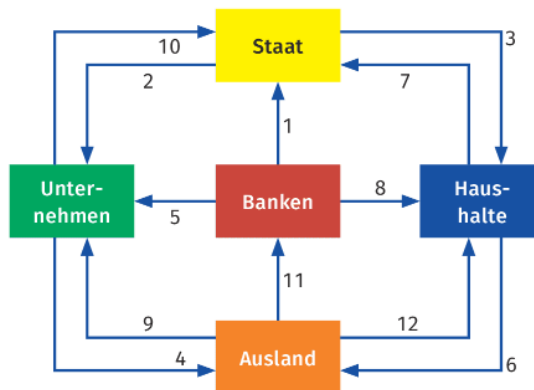 10
Staat
3
2
7
1
Unter-
nehmen
5
Banken
8
Haus-
halte
11
9
12
4
Ausland
6